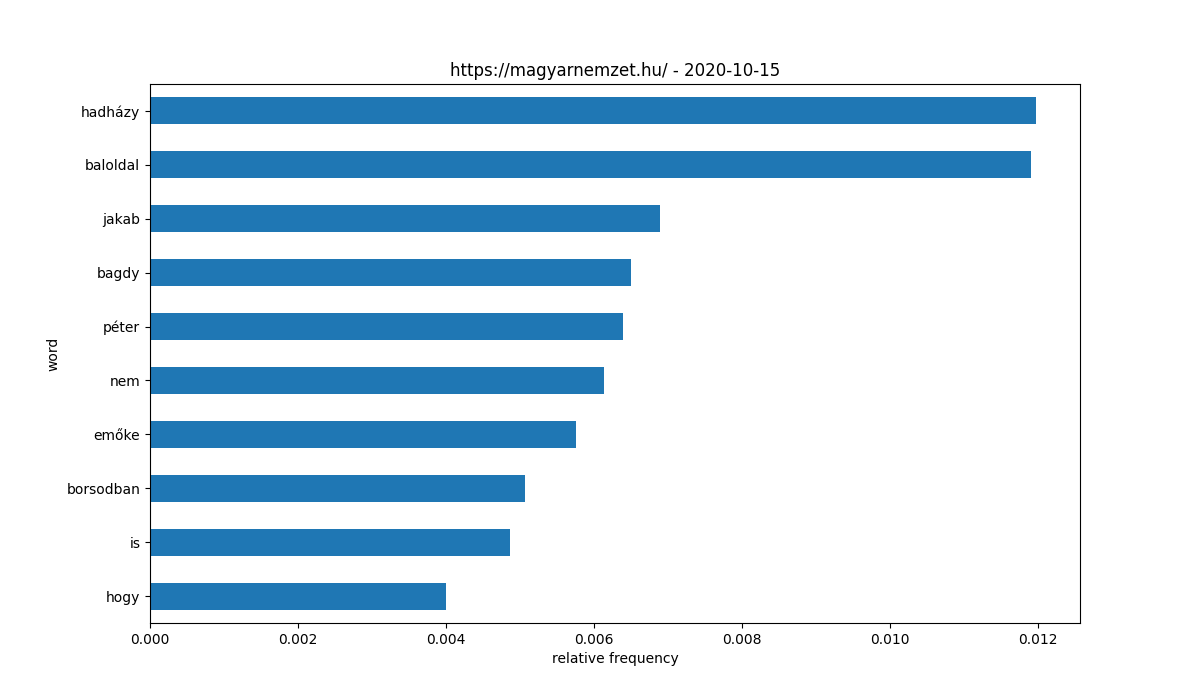 https://magyarnemzet.hu/ - 2020-10-15
hadházy
baloldal
jakab
bagdy
péter
nem
emőke
borsodban
is
hogy
word
0.000 0.002 0.004 0.006 0.008 0.010 0.012
relative frequency